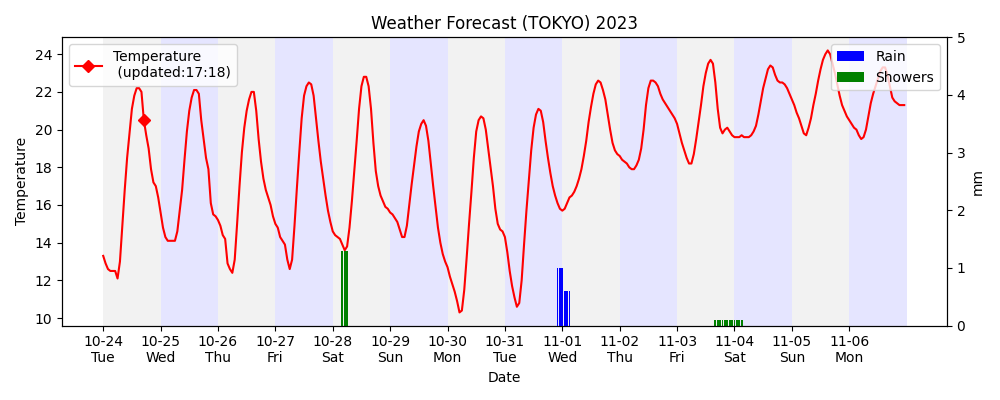 Weather Forecast (TOKYO) 2023
Temperature
(updated:17:18)
Rain
Showers
Temperature
24
22
20
18
16
14
12
10
5
4
3
2
1
0
mm
10-24 10-25 10-26 10-27 10-28 10-29 10-30 10-31 11-01 11-02 11-03 11-04 11-05 11-06
Tue Wed Thu Fri Sat Sun Mon Tue Wed Thu Fri Sat Sun Mon
Date